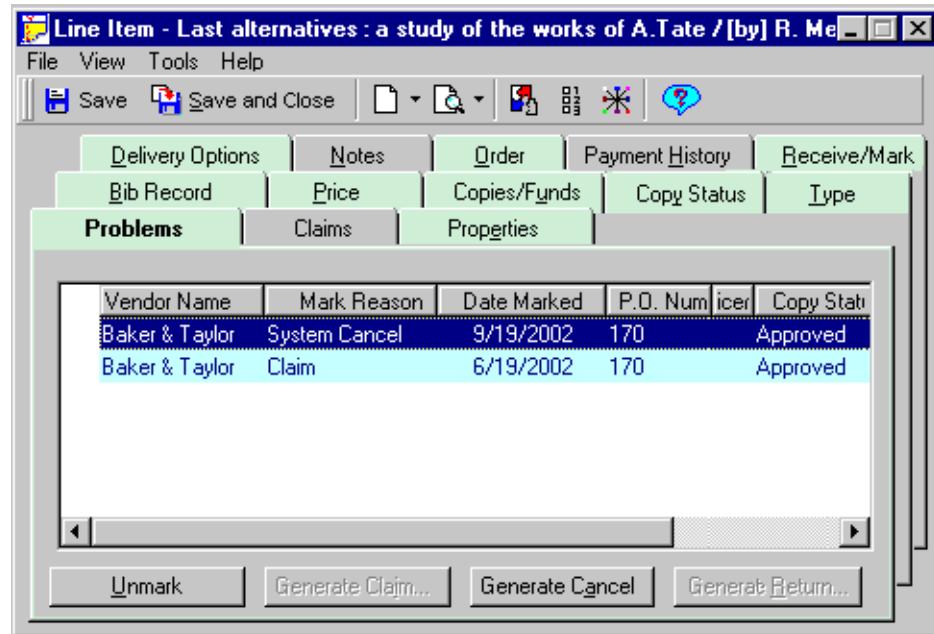 Line Item - Last alternatives : a study of the works of A.Tate / [by] R. Me
File View Tools Help
Save Save and Close
Delivery Options Notes Order Payment History Receive/Mark
Bib Record Price Copies/Funds Copy Status Type
Problems Claims Properties
Vendor Name Mark Reason Date Marked P.O. Num icer Copy Statu
Baker & Taylor System Cancel 9/19/2002 170 Approved
Baker & Taylor Claim 6/19/2002 170 Approved
Unmark Generate Claim... Generate Cancel Generate Return...